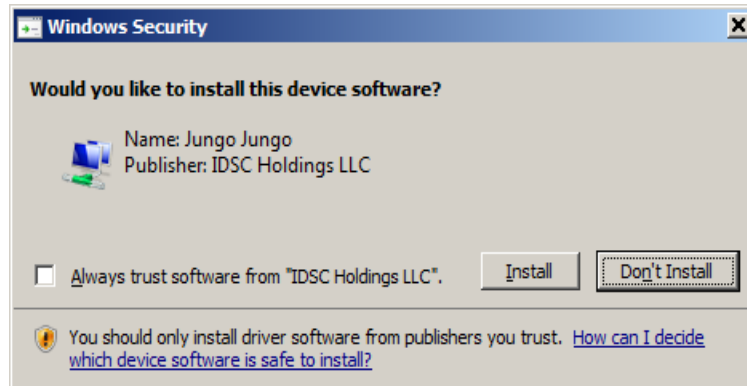 Windows Security
Would you like to install this device software?
Name: Jungo Jungo
Publisher: IDSC Holdings LLC
Always trust software from "IDSC Holdings LLC".
Install
Don't Install
You should only install driver software from publishers you trust. How can I decide
which device software is safe to install?